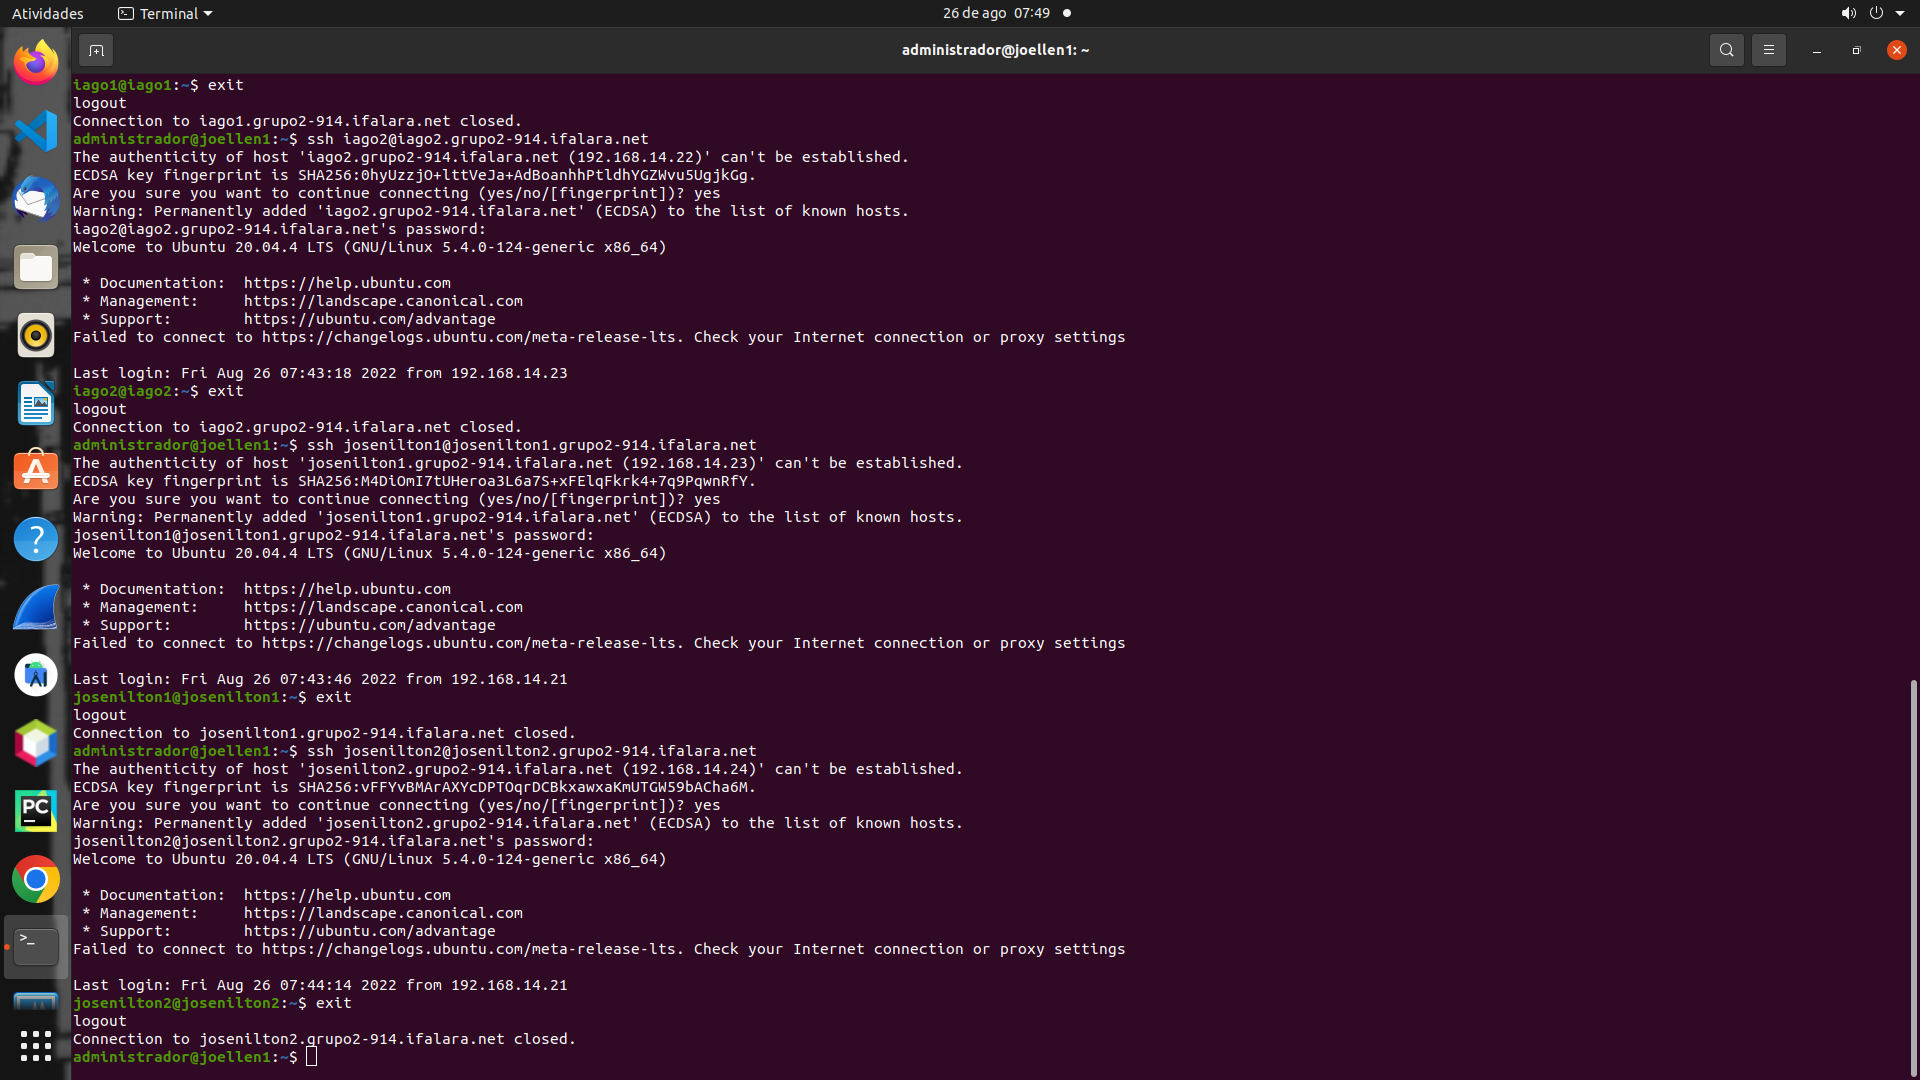 Atividades
Terminal
26 de ago 07:49
administrador@joellen1: ~
iago1@iago1:~$ exit
logout
Connection to iago1.grupo2-914.ifalara.net closed.
administrador@joellen1:~$ ssh iago2@iago2.grupo2-914.ifalara.net
The authenticity of host 'iago2.grupo2-914.ifalara.net (192.168.14.22)' can't be established.
ECDSA key fingerprint is SHA256:0hyUzzjO+lttVeJa+AdBoanhhPtldhYGZWvu5UgjkGg.
Are you sure you want to continue connecting (yes/no/[fingerprint])? yes
Warning: Permanently added 'iago2.grupo2-914.ifalara.net' (ECDSA) to the list of known hosts.
iago2@iago2.grupo2-914.ifalara.net's password:
Welcome to Ubuntu 20.04.4 LTS (GNU/Linux 5.4.0-124-generic x86_64)
* Documentation:  https://help.ubuntu.com
* Management:     https://landscape.canonical.com
* Support:        https://ubuntu.com/advantage
Failed to connect to https://changelogs.ubuntu.com/meta-release-lts. Check your Internet connection or proxy settings
Last login: Fri Aug 26 07:43:18 2022 from 192.168.14.23
iago2@iago2:~$ exit
logout
Connection to iago2.grupo2-914.ifalara.net closed.
administrador@joellen1:~$ ssh josenilton1@josenilton1.grupo2-914.ifalara.net
The authenticity of host 'josenilton1.grupo2-914.ifalara.net (192.168.14.23)' can't be established.
ECDSA key fingerprint is SHA256:M4DiOmI7tUHeroa3L6a7S+xFElqFkrk4+7q9PqwnRfY.
Are you sure you want to continue connecting (yes/no/[fingerprint])? yes
Warning: Permanently added 'josenilton1.grupo2-914.ifalara.net' (ECDSA) to the list of known hosts.
josenilton1@josenilton1.grupo2-914.ifalara.net's password:
Welcome to Ubuntu 20.04.4 LTS (GNU/Linux 5.4.0-124-generic x86_64)
* Documentation:  https://help.ubuntu.com
* Management:     https://landscape.canonical.com
* Support:        https://ubuntu.com/advantage
Failed to connect to https://changelogs.ubuntu.com/meta-release-lts. Check your Internet connection or proxy settings
Last login: Fri Aug 26 07:43:46 2022 from 192.168.14.21
josenilton1@josenilton1:~$ exit
logout
Connection to josenilton1.grupo2-914.ifalara.net closed.
administrador@joellen1:~$ ssh josenilton2@josenilton2.grupo2-914.ifalara.net
The authenticity of host 'josenilton2.grupo2-914.ifalara.net (192.168.14.24)' can't be established.
ECDSA key fingerprint is SHA256:vFFYvBMArAXYcDPTOqrDCBkxawxaKmUTGW59bACha6M.
Are you sure you want to continue connecting (yes/no/[fingerprint])? yes
Warning: Permanently added 'josenilton2.grupo2-914.ifalara.net' (ECDSA) to the list of known hosts.
josenilton2@josenilton2.grupo2-914.ifalara.net's password:
Welcome to Ubuntu 20.04.4 LTS (GNU/Linux 5.4.0-124-generic x86_64)
* Documentation:  https://help.ubuntu.com
* Management:     https://landscape.canonical.com
* Support:        https://ubuntu.com/advantage
Failed to connect to https://changelogs.ubuntu.com/meta-release-lts. Check your Internet connection or proxy settings
Last login: Fri Aug 26 07:44:14 2022 from 192.168.14.21
josenilton2@josenilton2:~$ exit
logout
Connection to josenilton2.grupo2-914.ifalara.net closed.
administrador@joellen1:~$
PC